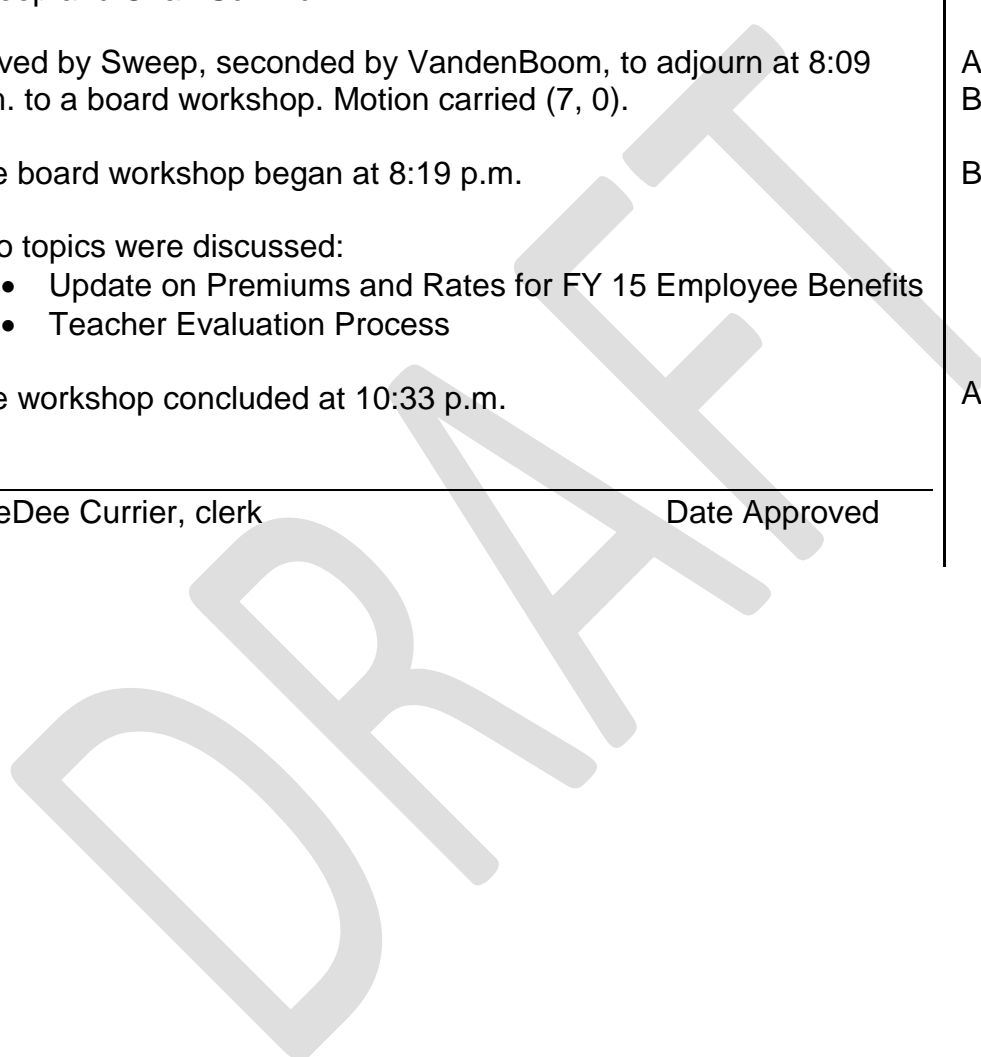 ved by Sweep, seconded by VandenBoom, to adjourn at 8:09
. to a board workshop. Motion carried (7, 0).
e board workshop began at 8:19 p.m.
o topics were discussed:
• Update on Premiums and Rates for FY 15 Employee Benefits
• Teacher Evaluation Process
e workshop concluded at 10:33 p.m.
eDee Currier, clerk Date Approved
A
B
B
A
DRAFT